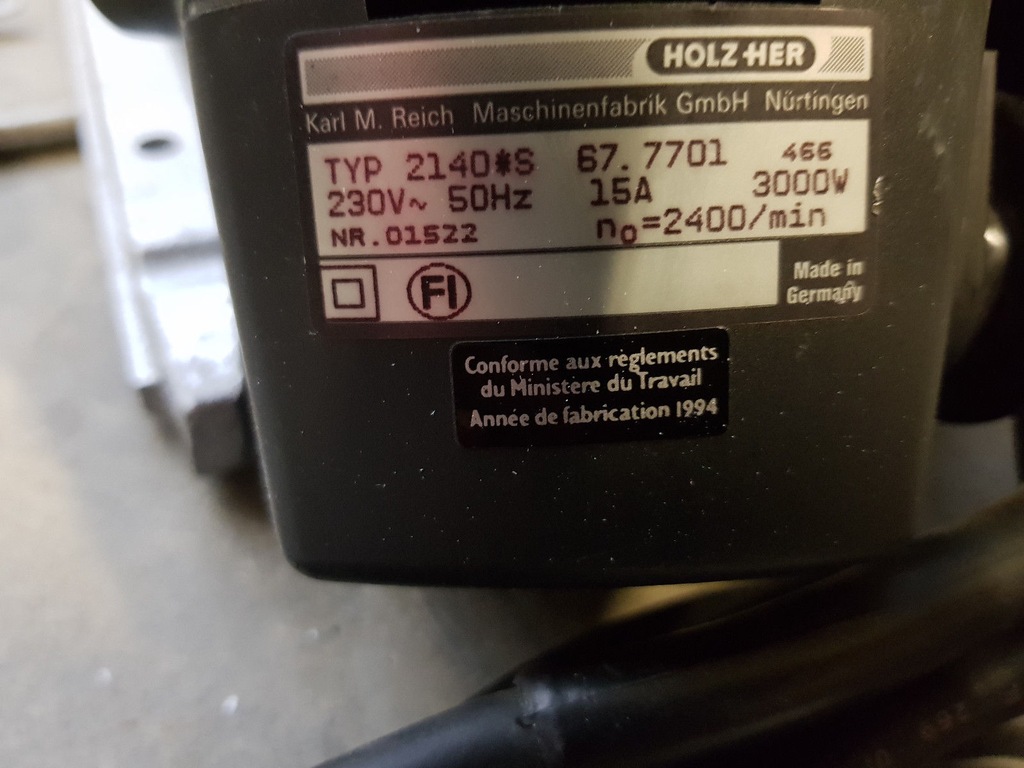 HOLZ-HER
Karl M. Reich Maschinenfabrik GmbH Nürtingen
TYP 2140*S 67.7701 466
230V~ 50Hz 15A 3000W
NR.01522 n₀=2400/min
FI
Made in
Germany
Conforme aux règlements
du Ministère du Travail
Année de fabrication 1994